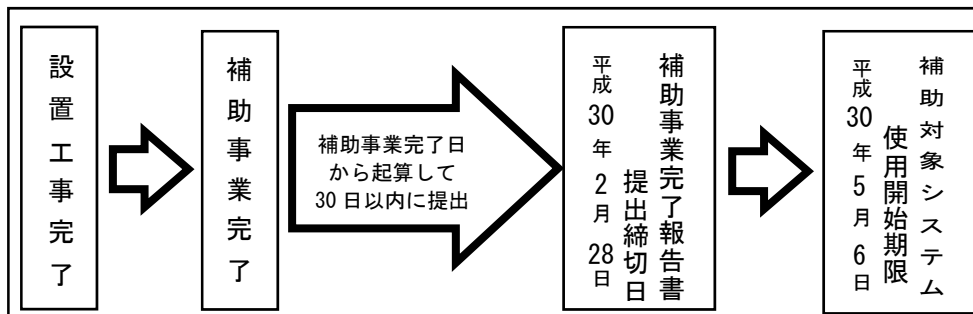 設置工事完了
補助事業完了
補助事業完了日
から起算して
30日以内に提出
補助事業完了報告書
提出締切日
平成30年2月28日
補助対象システム
使用開始期限
平成30年5月6日